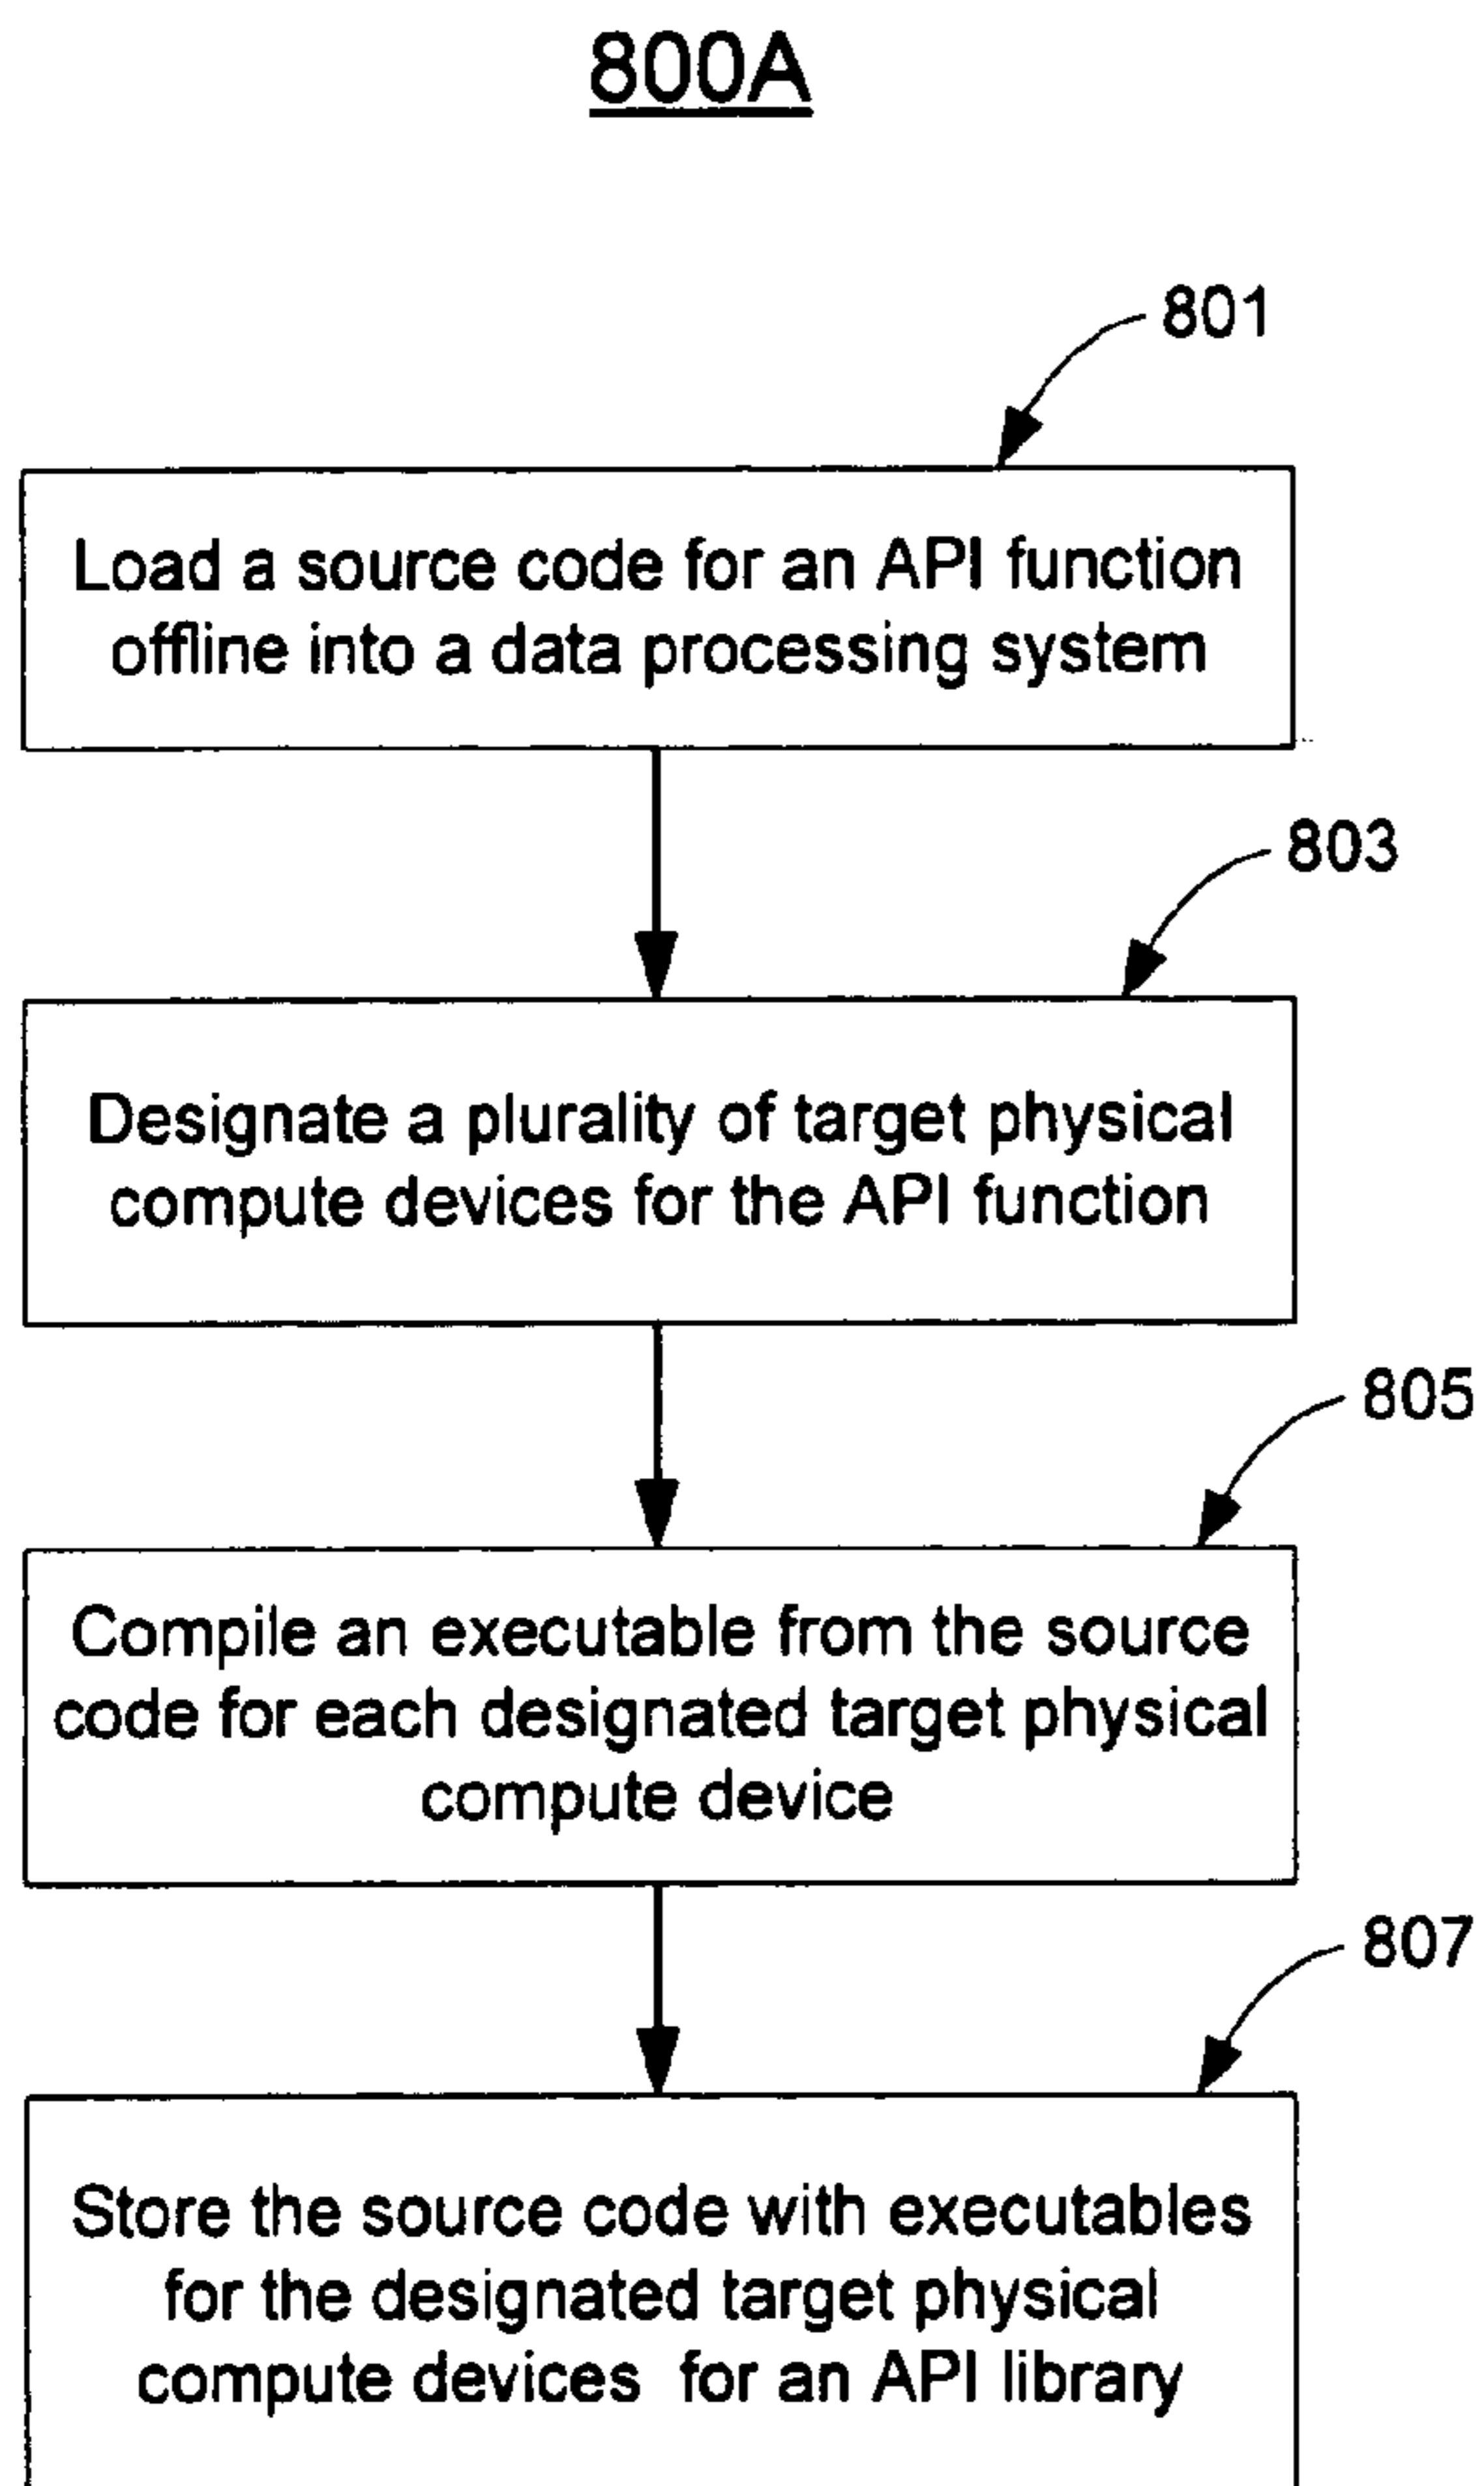 800A
801
Load a source code for an API function
offline into a data processing system
803
Designate a plurality of target physical
compute devices for the API function
805
Compile an executable from the source
code for each designated target physical
compute device
807
Store the source code with executables
for the designated target physical
compute devices for an API library